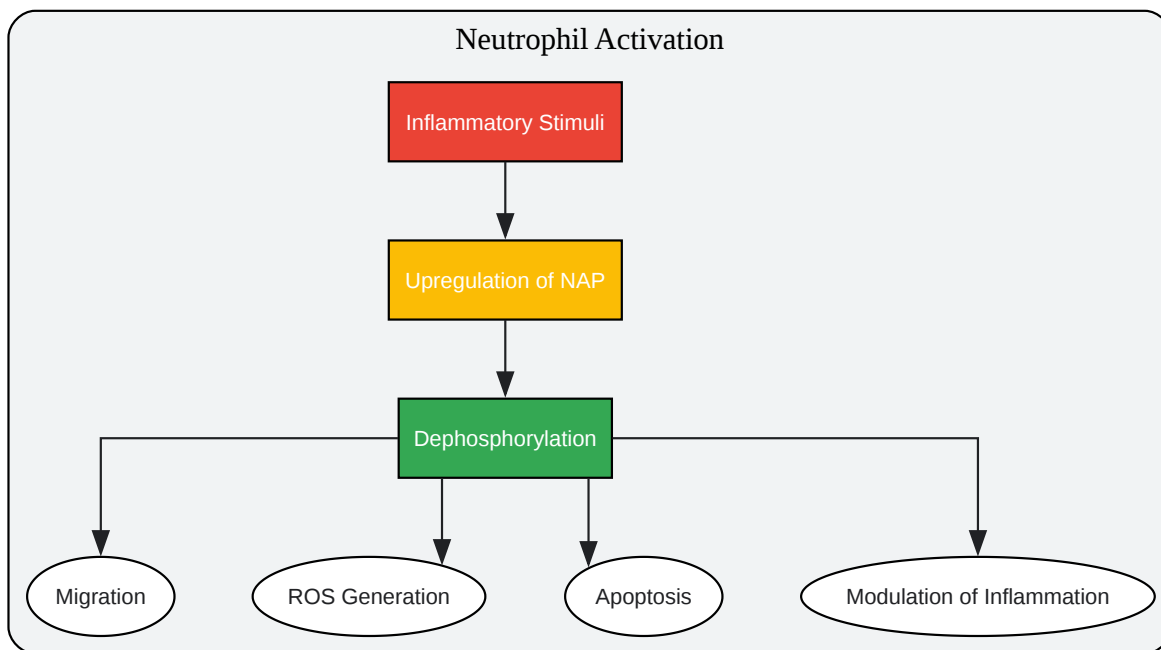 Neutrophil Activation
Inflammatory Stimuli
Upregulation of NAP
Dephosphorylation
Migration
ROS Generation
Apoptosis
Modulation of Inflammation